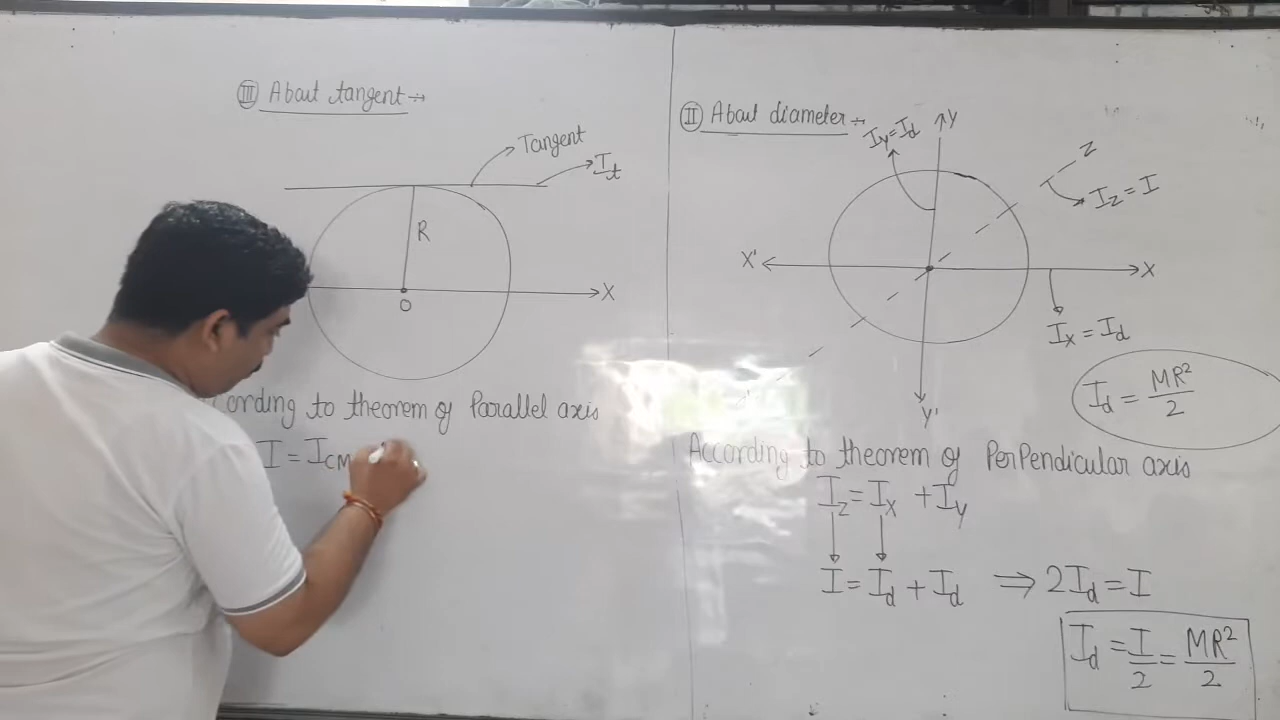 III About tangent
Tangent
I_t
R
X
O
ording to theorem of Parallel axis
I = I_CM
II About diameter
I_Y = I_d
Y
Z
I_Z = I
X'
X
I_X = I_d
I_d = MR²/2
Y'
According to theorem of Perpendicular axis
I_Z = I_X + I_Y
I = I_d + I_d ⇒ 2I_d = I
I_d = I/2 = MR²/2